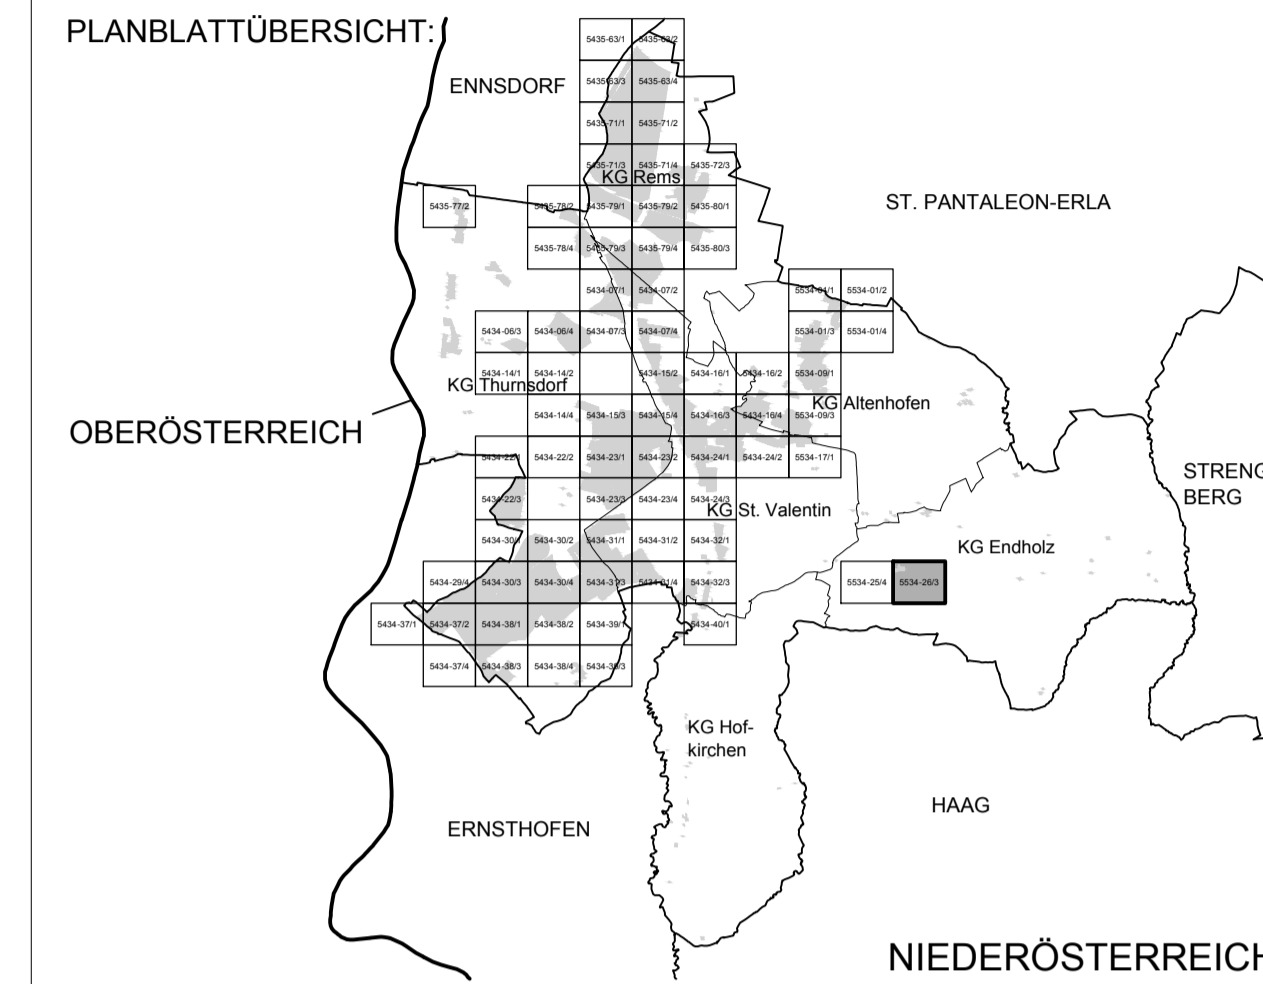 PLANBLATTÜBERSICHT:
5435-63/1 5435-63/2
ENNSDORF
5435-63/3 5435-63/4
5435-71/1 5435-71/2
5435-71/3 5435-71/4 5435-72/3
KG Rems
5435-77/2 5435-78/2 5435-79/1 5435-79/2 5435-80/1
ST. PANTALEON-ERLA
5435-78/4 5435-79/3 5435-79/4 5435-80/3
5434-07/1 5434-07/2 5534-01/1 5534-01/2
5434-06/3 5434-06/4 5434-07/3 5434-07/4 5534-01/3 5534-01/4
5434-14/1 5434-14/2 5434-15/2 5434-16/1 5434-16/2 5534-09/1
KG Thurnsdorf
KG Altenhofen
5434-14/4 5434-15/3 5434-15/4 5434-16/3 5434-16/4 5534-09/3
OBERÖSTERREICH
5434-22/1 5434-22/2 5434-23/1 5434-23/2 5434-24/1 5434-24/2 5534-17/1
STRENG
BERG
5434-22/3 5434-23/3 5434-23/4 5434-24/3
KG St. Valentin
5434-30/1 5434-30/2 5434-31/1 5434-31/2 5434-32/1
KG Endholz
5434-29/4 5434-30/3 5434-30/4 5434-31/3 5434-31/4 5434-32/3 5534-25/4 5534-26/3
5434-37/1 5434-37/2 5434-38/1 5434-38/2 5434-39/1 5434-40/1
5434-37/4 5434-38/3 5434-38/4 5434-39/3
KG Hof-
kirchen
HAAG
ERNSTHOFEN
NIEDERÖSTERREICH